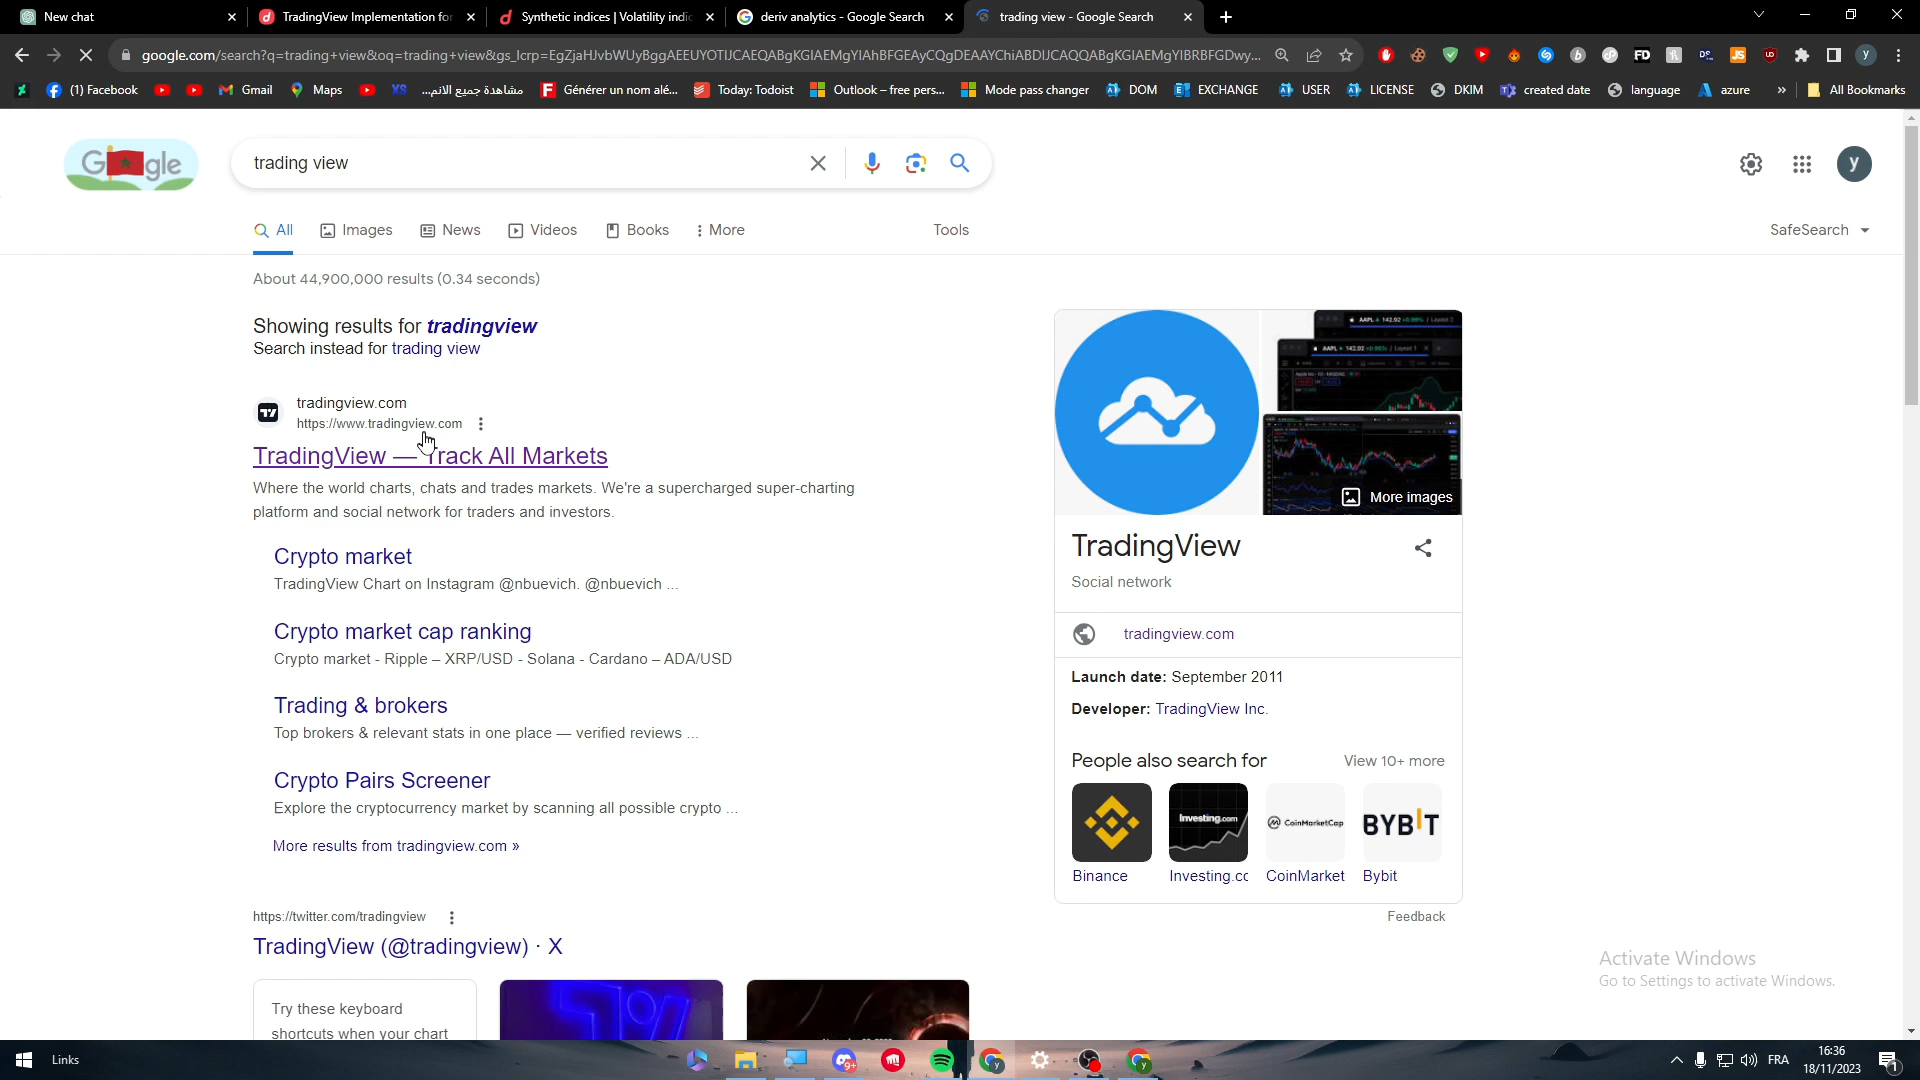 New chat
TradingView Implementation for
Synthetic indices | Volatility indic
deriv analytics - Google Search
trading view - Google Search
google.com/search?q=trading+view&oq=trading+view&gs_lcrp=EgZjaHJvbWUyBggAEEUYOTIJCAEQABgKGIAEMgYIAhBFGEAyCQgDEAAYChiABDIJCAQQABgKGIAEMgYIBRBFGDwy...
(1) Facebook
Gmail
Maps
مشاهدة جميع الانم...
Générer un nom alé...
Today: Todoist
Outlook – free pers...
Mode pass changer
DOM
EXCHANGE
USER
LICENSE
DKIM
created date
language
azure
»
All Bookmarks
Google
trading view
y
All
Images
News
Videos
Books
More
Tools
SafeSearch
About 44,900,000 results (0.34 seconds)
Showing results for tradingview
Search instead for trading view
tradingview.com
https://www.tradingview.com
TradingView — Track All Markets
Where the world charts, chats and trades markets. We're a supercharged super-charting
platform and social network for traders and investors.
Crypto market
TradingView Chart on Instagram @nbuevich. @nbuevich ...
Crypto market cap ranking
Crypto market - Ripple – XRP/USD - Solana - Cardano – ADA/USD
Trading & brokers
Top brokers & relevant stats in one place — verified reviews ...
Crypto Pairs Screener
Explore the cryptocurrency market by scanning all possible crypto ...
More results from tradingview.com »
https://twitter.com/tradingview
TradingView (@tradingview) · X
Try these keyboard
shortcuts when your chart
More images
TradingView
Social network
tradingview.com
Launch date: September 2011
Developer: TradingView Inc.
People also search for
View 10+ more
Investing.com
CoinMarketCap
BYBIT
Binance
Investing.cc
CoinMarket
Bybit
Feedback
Activate Windows
Go to Settings to activate Windows.
Links
FRA
16:36
18/11/2023